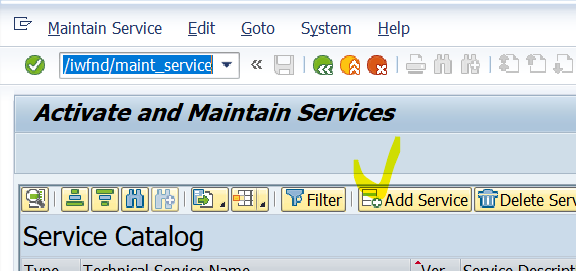 Maintain Service Edit Goto System Help
/iwfnd/maint_service
Activate and Maintain Services
Filter Add Service Delete Serv
Service Catalog
Type Technical Service Name Ver Service Descript